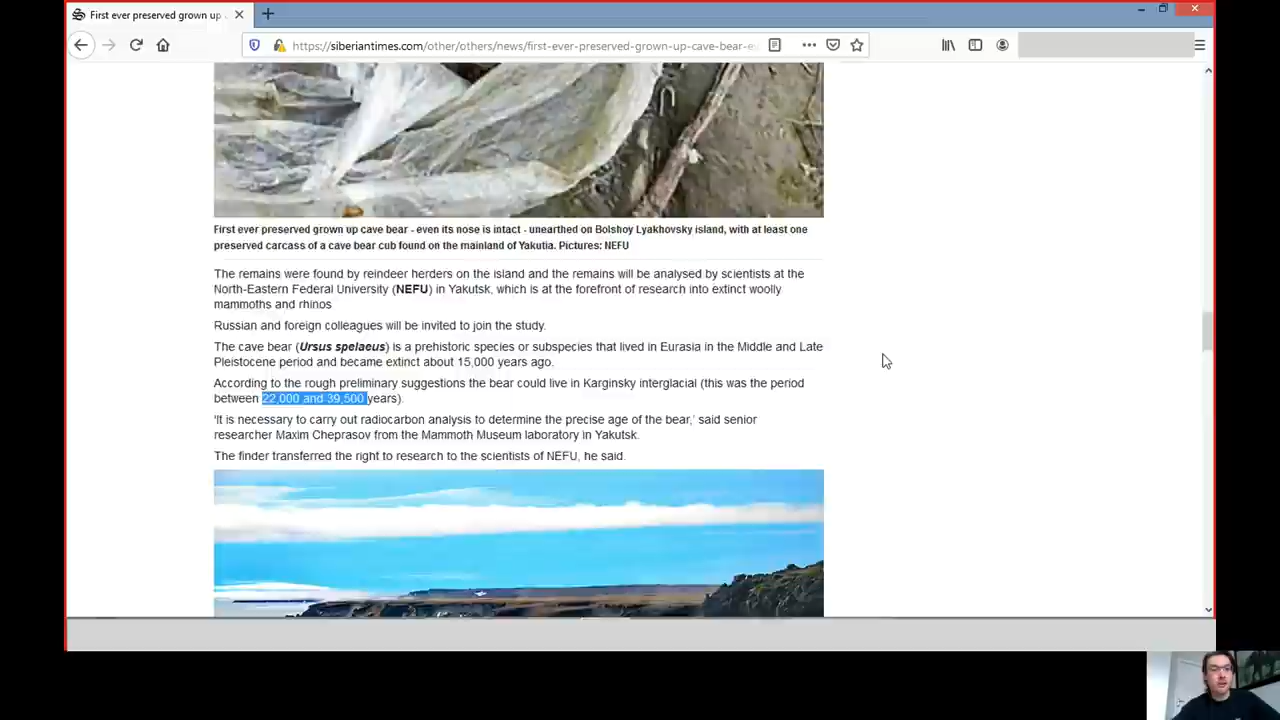 First ever preserved grown up
https://siberiantimes.com/other/others/news/first-ever-preserved-grown-up-cave-bear-e
First ever preserved grown up cave bear - even its nose is intact - unearthed on Bolshoy Lyakhovsky island, with at least one
preserved carcass of a cave bear cub found on the mainland of Yakutia. Pictures: NEFU
The remains were found by reindeer herders on the island and the remains will be analysed by scientists at the
North-Eastern Federal University (NEFU) in Yakutsk, which is at the forefront of research into extinct woolly
mammoths and rhinos
Russian and foreign colleagues will be invited to join the study.
The cave bear (Ursus spelaeus) is a prehistoric species or subspecies that lived in Eurasia in the Middle and Late
Pleistocene period and became extinct about 15,000 years ago.
According to the rough preliminary suggestions the bear could live in Karginsky interglacial (this was the period
between 22,000 and 39,500 years).
'It is necessary to carry out radiocarbon analysis to determine the precise age of the bear,' said senior
researcher Maxim Cheprasov from the Mammoth Museum laboratory in Yakutsk.
The finder transferred the right to research to the scientists of NEFU, he said.